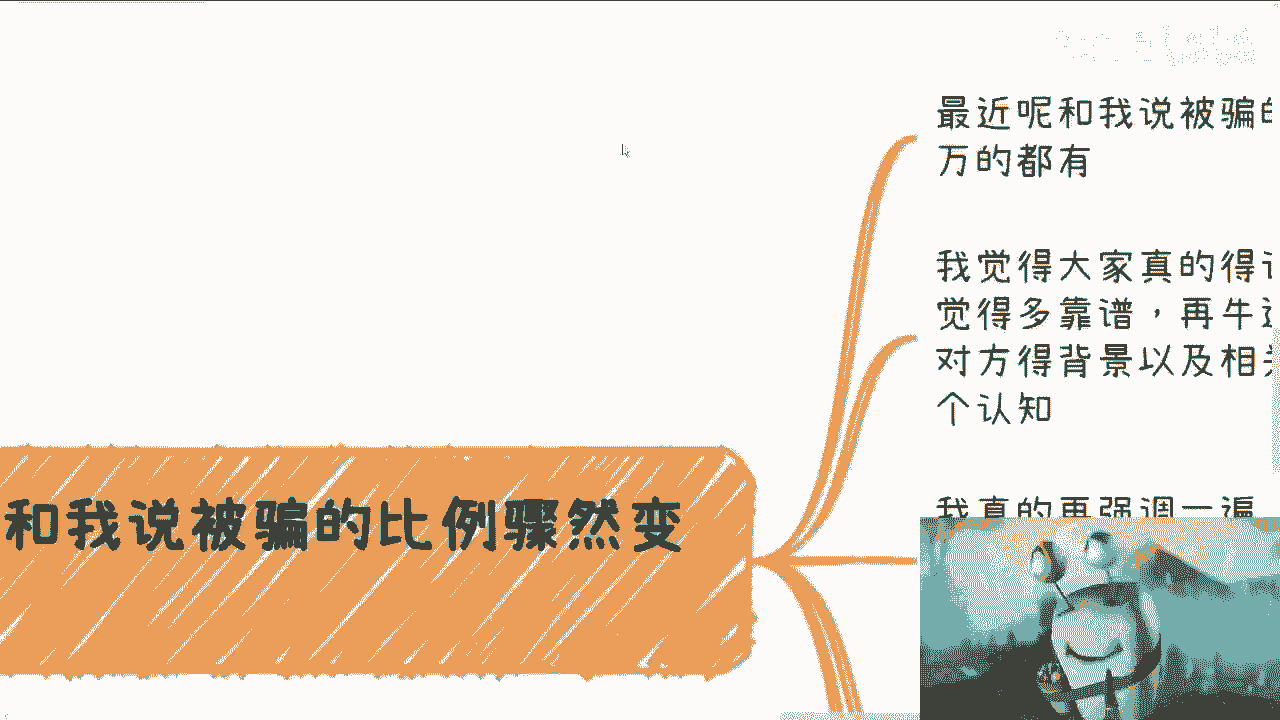 和我说被骗的比例骤然变
最近呢和我说被骗的
万的都有
我觉得大家真的得
觉得多靠谱，再牛
对方得背景以及相
个认知
我真的再强调一遍